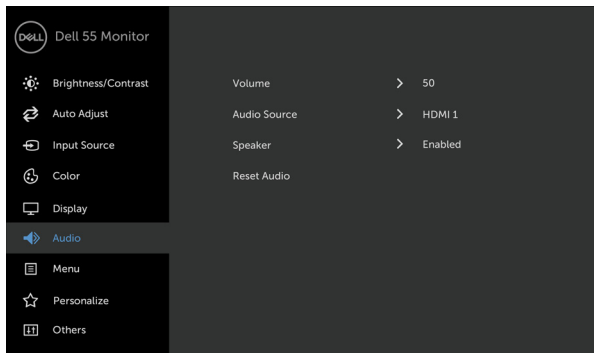 DELL Dell 55 Monitor
Brightness/Contrast
Auto Adjust
Input Source
Color
Display
Audio
Menu
Personalize
Others
Volume 50
Audio Source HDMI 1
Speaker Enabled
Reset Audio